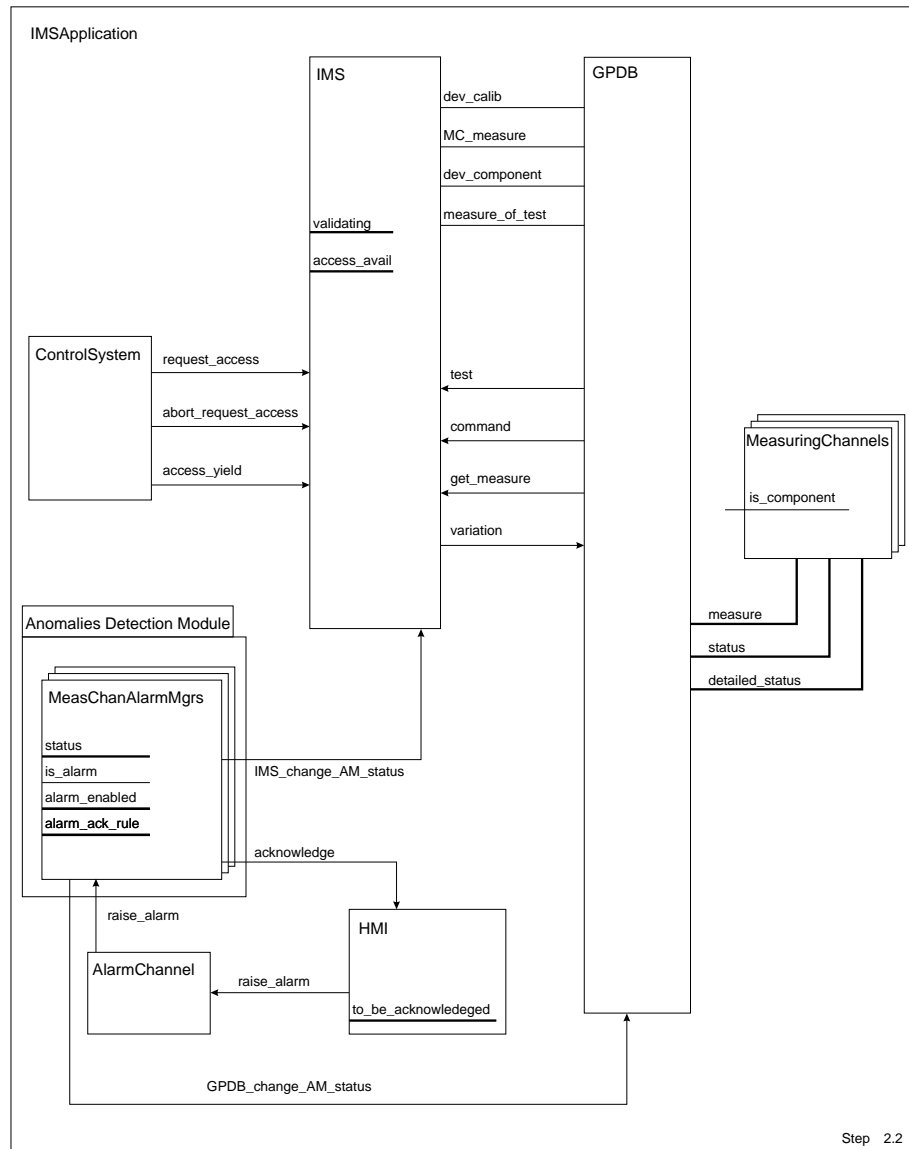 IMSApplication
IMS
GPDB
dev_calib
MC_measure
dev_component
measure_of_test
validating
access_avail
ControlSystem
request_access
abort_request_access
access_yield
test
command
get_measure
variation
MeasuringChannels
is_component
measure
status
detailed_status
Anomalies Detection Module
MeasChanAlarmMgrs
status
is_alarm
alarm_enabled
alarm_ack_rule
IMS_change_AM_status
acknowledge
raise_alarm
HMI
AlarmChannel
raise_alarm
to_be_acknowledeged
GPDB_change_AM_status
Step 2.2